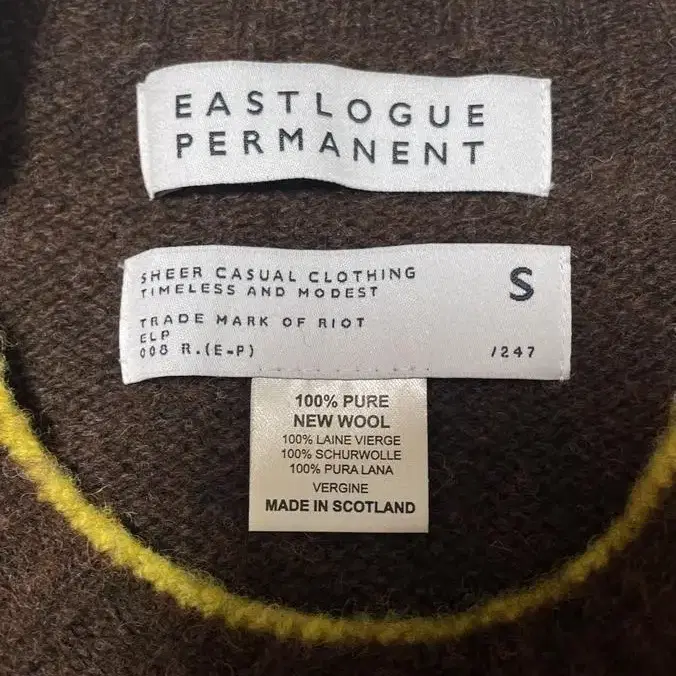 EASTLOGUE
PERMANENT
SHEER CASUAL CLOTHING
TIMELESS AND MODEST
S
TRADE MARK OF RIOT
ELP
008 R.(E-P)
/247
100% PURE
NEW WOOL
100% LAINE VIERGE
100% SCHURWOLLE
100% PURA LANA
VERGINE
MADE IN SCOTLAND